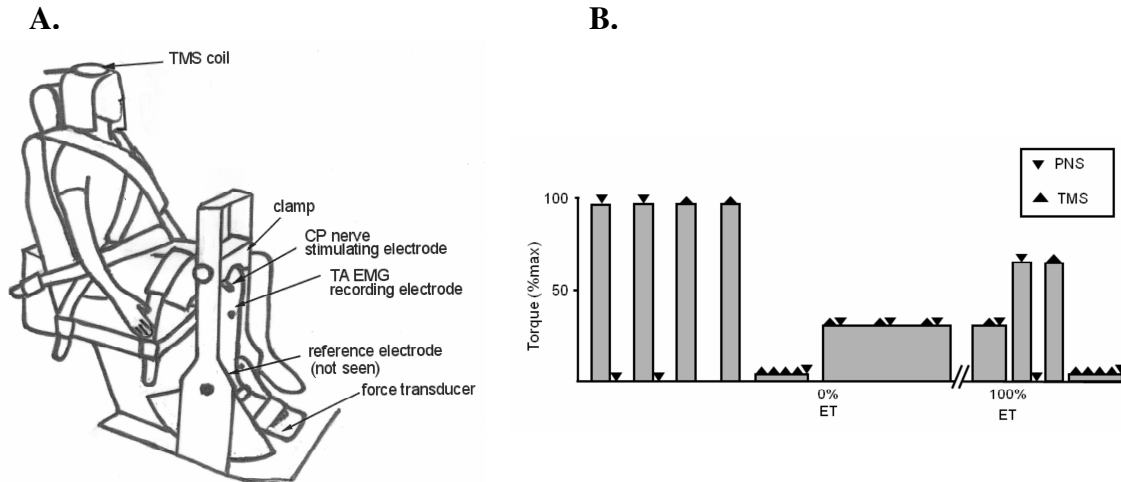 A.
B.
TMS coil
clamp
CP nerve
stimulating electrode
TA EMG
recording electrode
reference electrode
(not seen)
force transducer
PNS
TMS
100
50
Torque (%max)
0%
ET
100%
ET